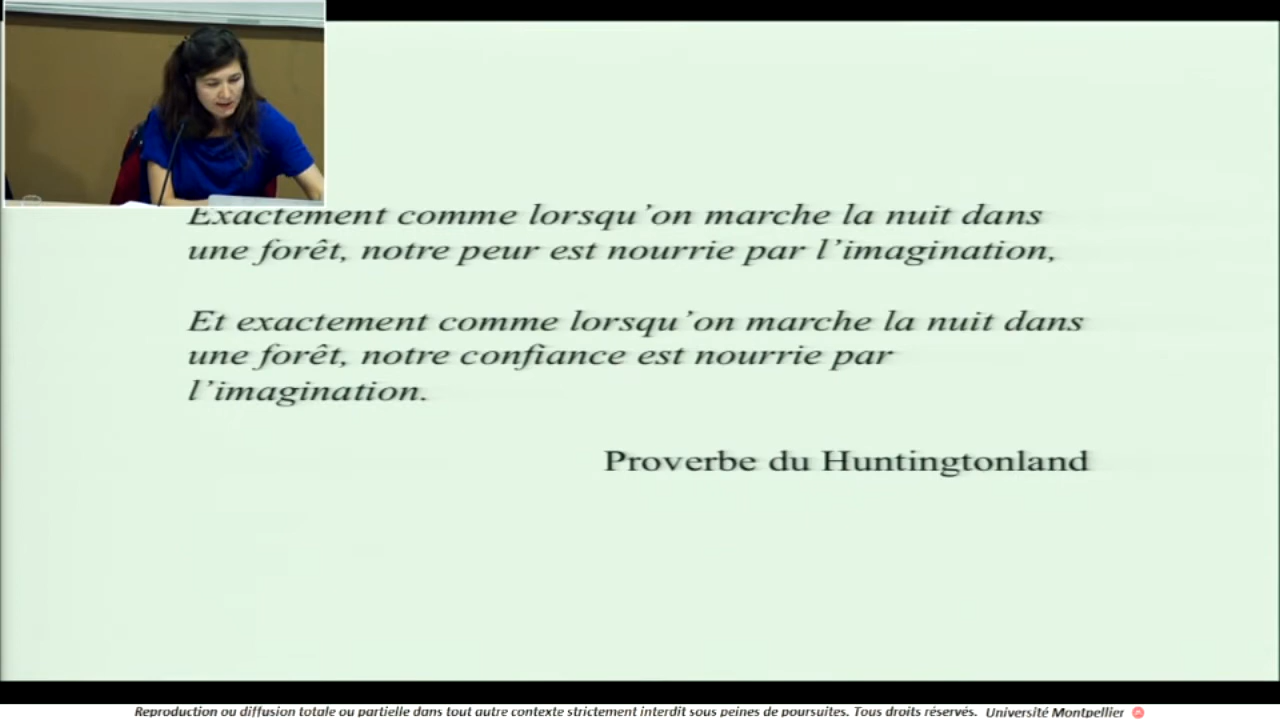 Exactement comme lorsqu'on marche la nuit dans
une forêt, notre peur est nourrie par l'imagination,
Et exactement comme lorsqu'on marche la nuit dans
une forêt, notre confiance est nourrie par
l'imagination.
Proverbe du Huntingtonland
Reproduction ou diffusion totale ou partielle dans tout autre contexte strictement interdit sous peines de poursuites. Tous droits réservés. Université Montpellier